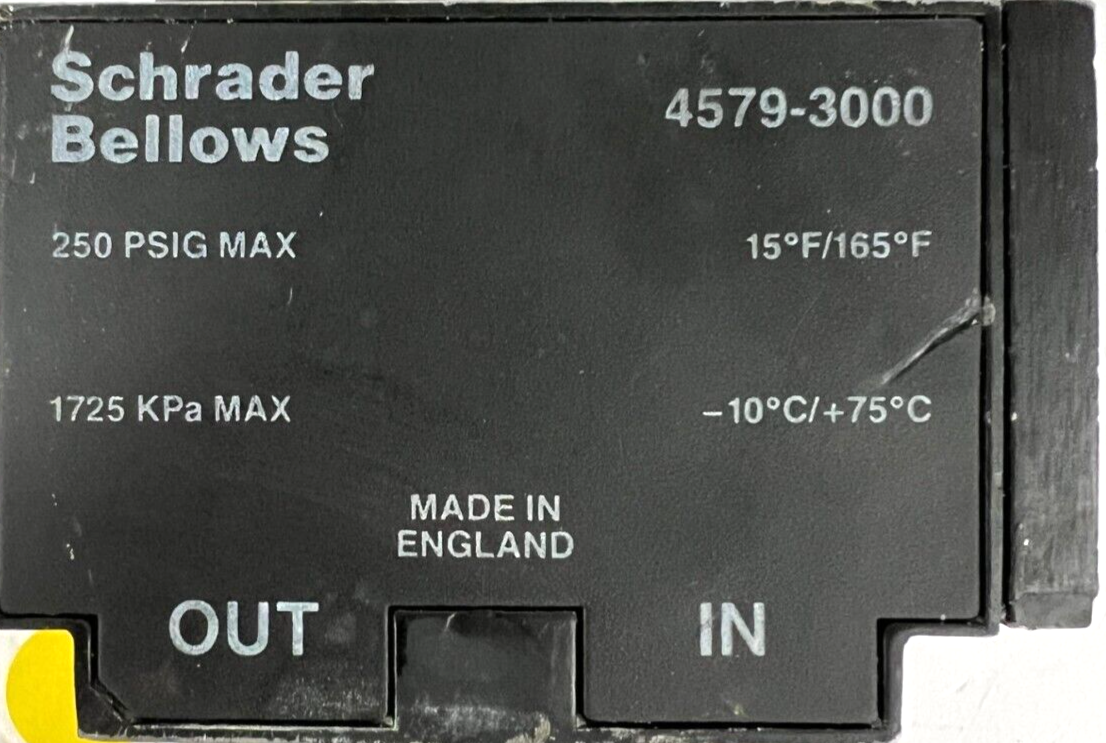 Schrader
Bellows
4579-3000
250 PSIG MAX
15°F/165°F
1725 KPa MAX
–10°C/+75°C
MADE IN
ENGLAND
OUT
IN